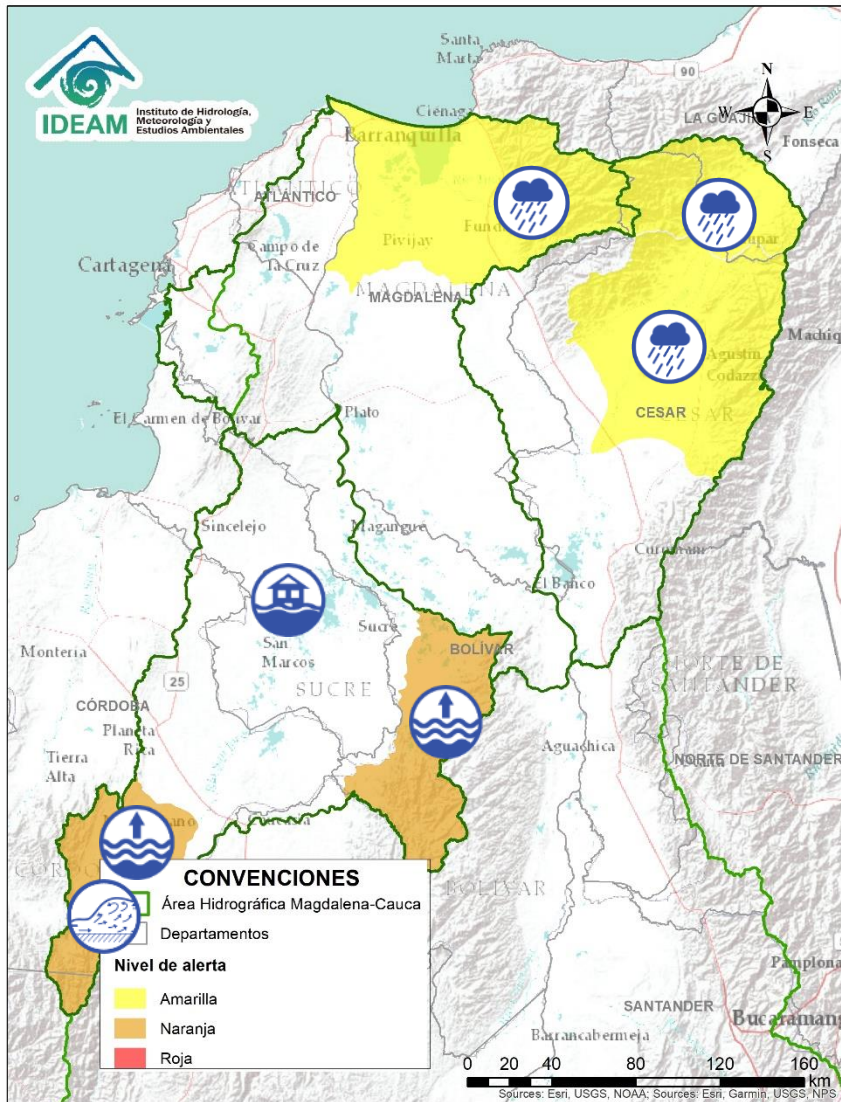 IDEAM
Instituto de Hidrología,
Meteorología y
Estudios Ambientales
Santa
Marta
90
N
W
E
S
LA GUAJIRA
Fonseca
Ciénaga
Barranquilla
ATLÁNTICO
ATLÁNTICO
Pivijay
Campo de
la Cruz
Cartagena
MAGDALENA
MAGDALENA
Agustín
Codazzi
CESAR
CESAR
El Carmen de Bolívar
Plato
Sincelejo
Magangue
Curumaní
El Banco
Sucre
San
Marcos
BOLÍVAR
SUCRE
Montería
25
CÓRDOBA
Planeta
Rica
Tierra
Alta
NORTE DE
SANTANDER
Aguachica
NORTE DE SANTANDER
BOLÍVAR
CONVENCIONES
Área Hidrográfica Magdalena-Cauca
Departamentos
Nivel de alerta
Amarilla
Naranja
Roja
Pamplona
SANTANDER
Barrancabermeja
0 20 40 80 120 160
km
Sources: Esri, USGS, NOAA; Sources: Esri, Garmin, USGS, NPS